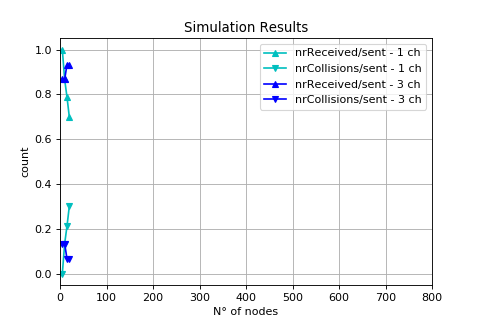 Simulation Results
nrReceived/sent - 1 ch
nrCollisions/sent - 1 ch
nrReceived/sent - 3 ch
nrCollisions/sent - 3 ch
count
1.0
0.8
0.6
0.4
0.2
0.0
0 100 200 300 400 500 600 700 800
N° of nodes